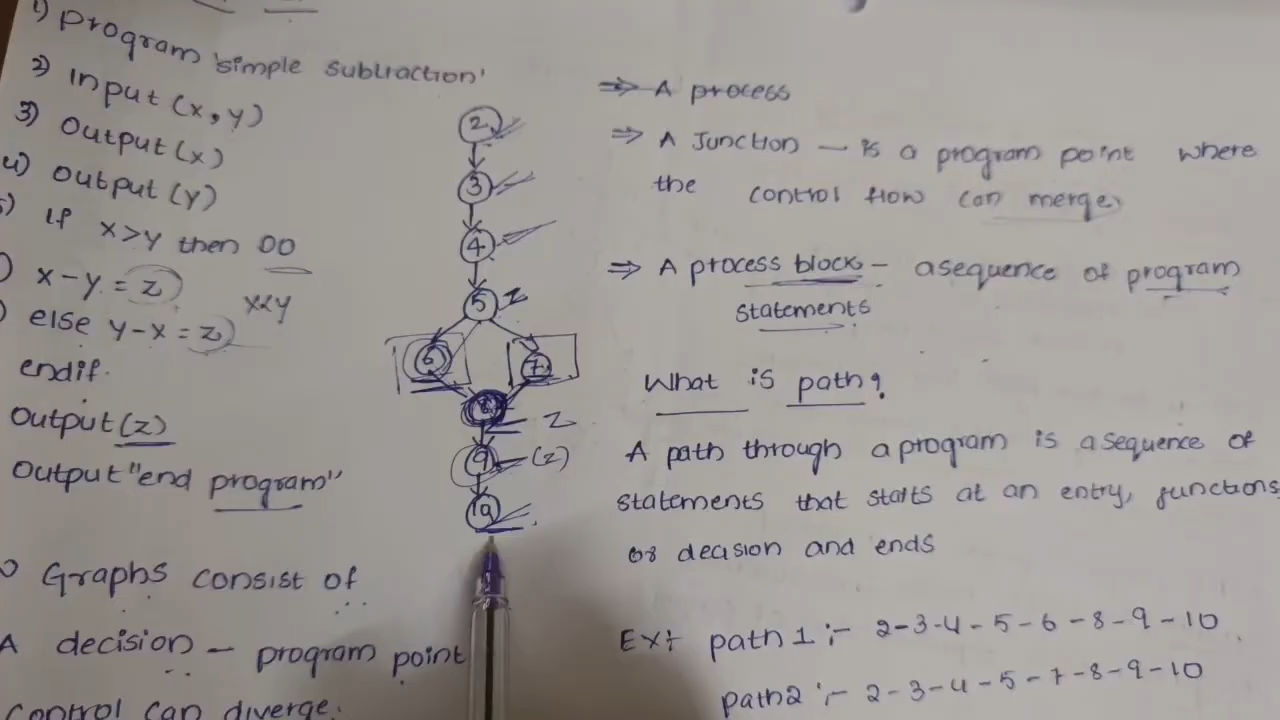 1) Program 'simple subtraction'
2) Input (x, y)
3) Output (x)
4) Output (y)
5) If x>y then DO
) x-y = z
) else y-x = z
x<y
endif.
Output (z)
Output "end program"
Graphs consist of
A decision - program point
control can diverge.
2
3
4
5 z
6 7
8 z
9 (z)
10
⇒ A process
⇒ A Junction - is a program point where
the control flow can merge
⇒ A process block - a sequence of program
statements
What is path?
A path through a program is a sequence of
statements that starts at an entry, junctions
or decision and ends
Ex:- path 1 :- 2-3-4-5-6-8-9-10
path2 :- 2-3-4-5-7-8-9-10